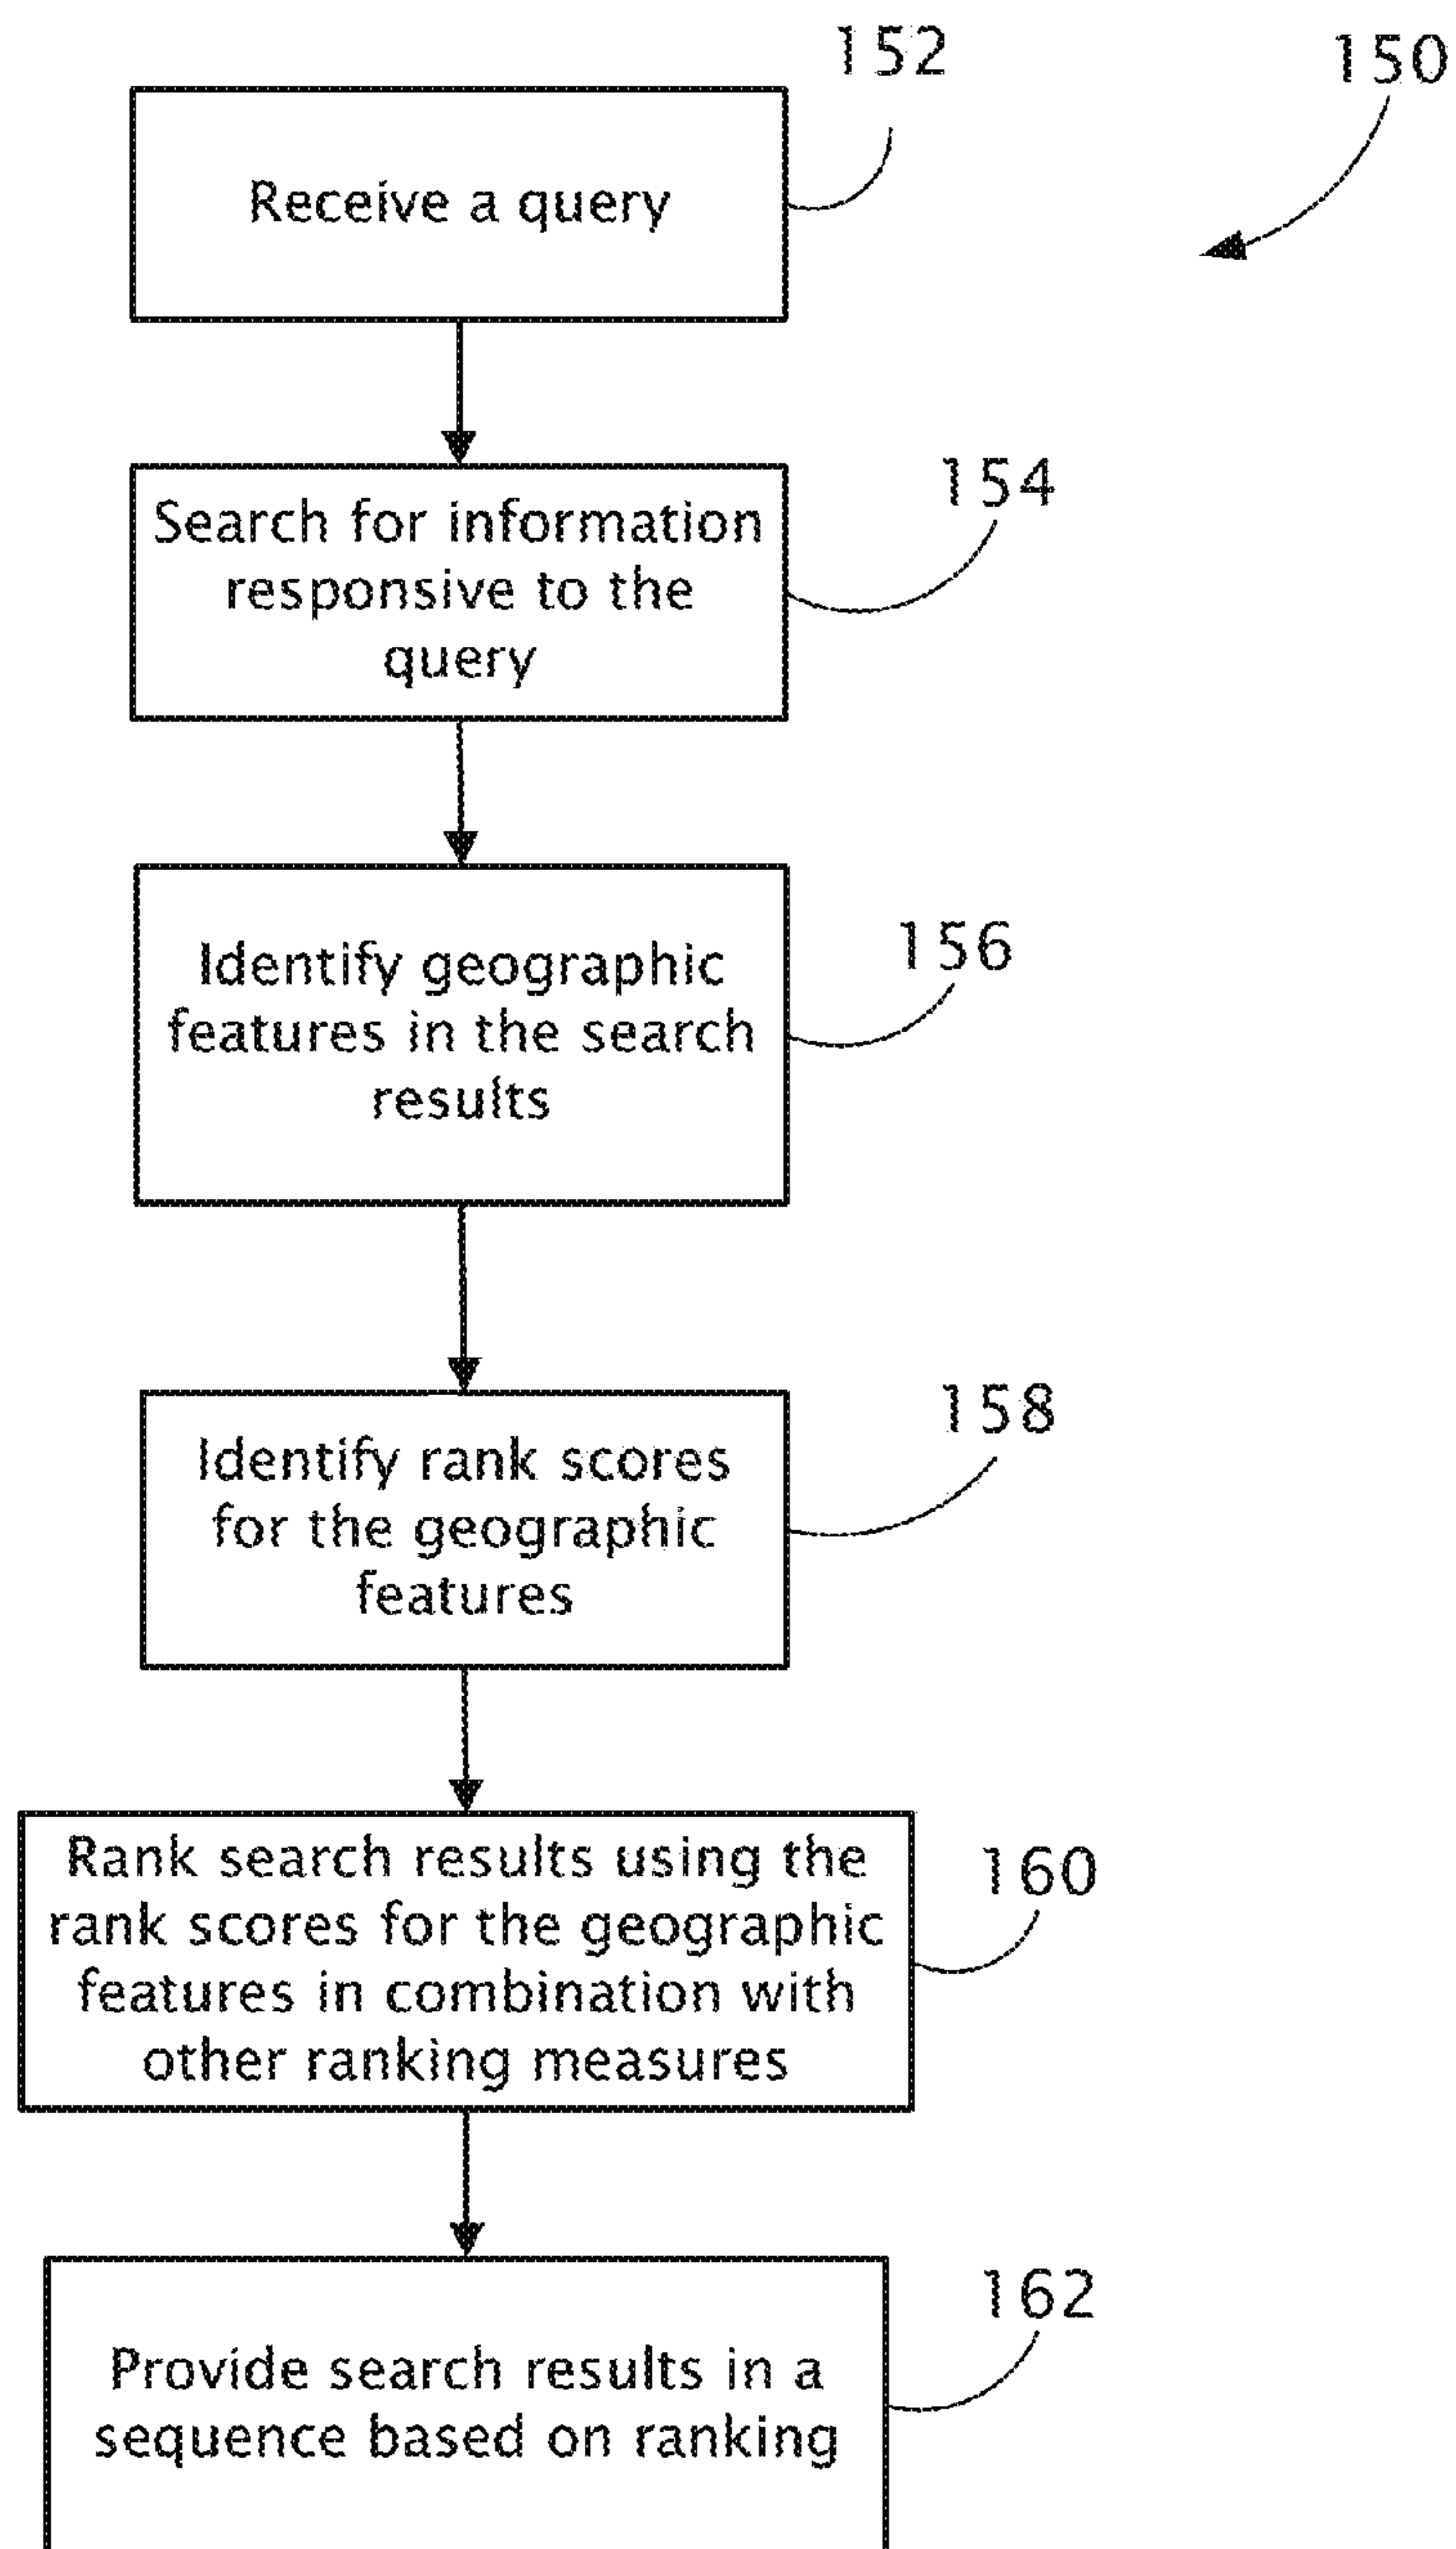 152
150
Receive a query
154
Search for information
responsive to the
query
156
Identify geographic
features in the search
results
158
Identify rank scores
for the geographic
features
160
Rank search results using the
rank scores for the geographic
features in combination with
other ranking measures
162
Provide search results in a
sequence based on ranking